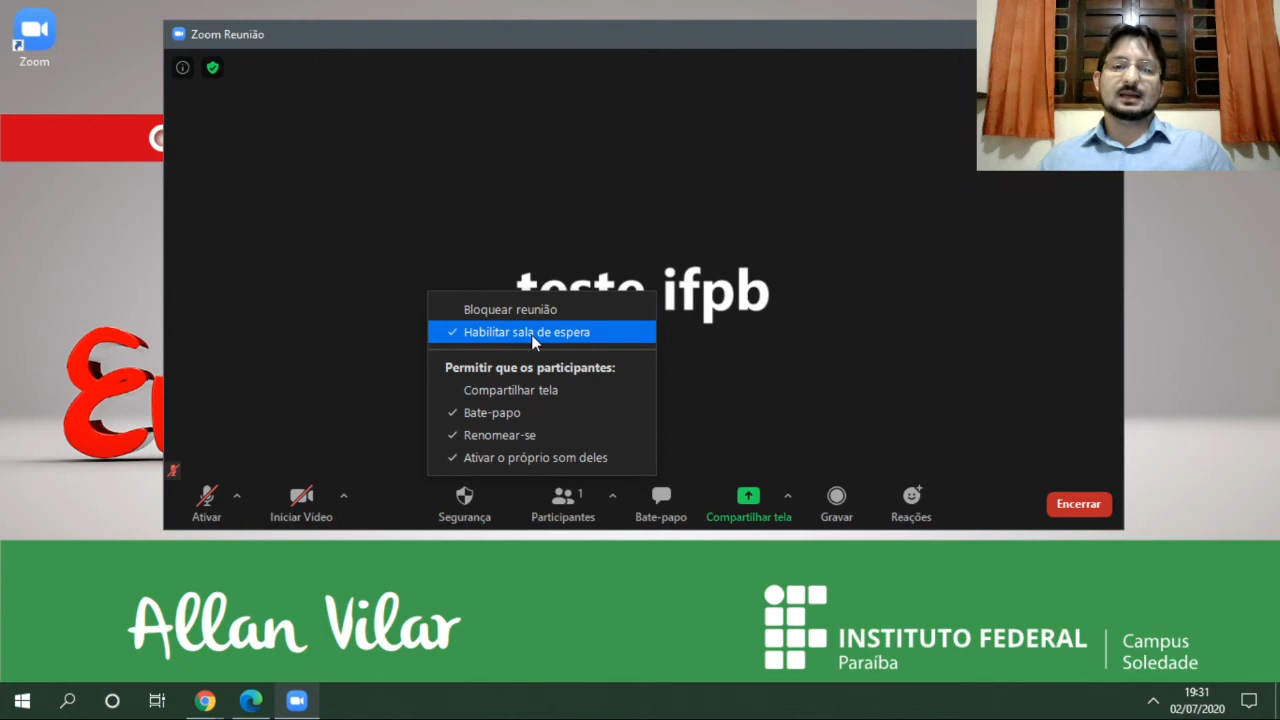 Zoom
Zoom Reunião
ifpb
Bloquear reunião
Habilitar sala de espera
Permitir que os participantes:
Compartilhar tela
Bate-papo
Renomear-se
Ativar o próprio som deles
Ativar
Iniciar Vídeo
Segurança
1
Participantes
Bate-papo
Compartilhar tela
Gravar
Reações
Encerrar
Allan Vilar
INSTITUTO FEDERAL
Paraíba
Campus
Soledade
19:31
02/07/2020